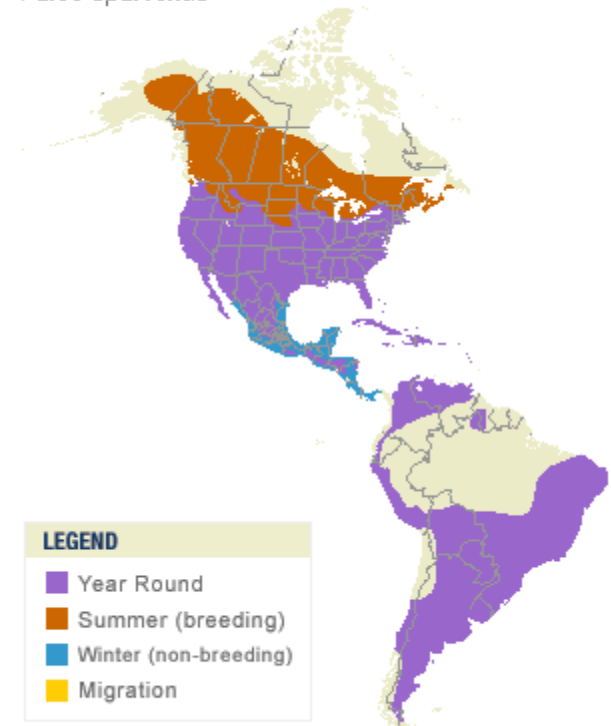 LEGEND
Year Round
Summer (breeding)
Winter (non-breeding)
Migration